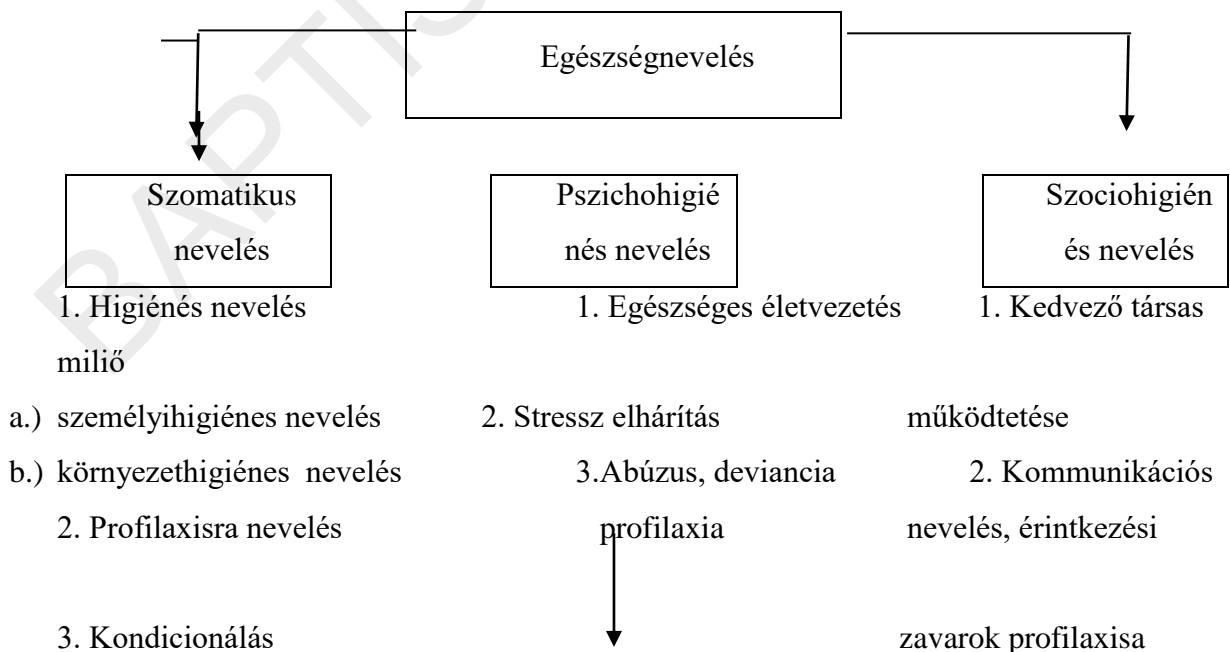 Egészségnevelés
Szomatikus
nevelés
Pszichohigié
nés nevelés
Szociohigién
és nevelés
1. Higiénés nevelés 1. Egészséges életvezetés 1. Kedvező társas
miliő
a.) személyihigiénes nevelés 2. Stressz elhárítás működtetése
b.) környezethigiénes nevelés 3.Abúzus, deviancia 2. Kommunikációs
2. Profilaxisra nevelés profilaxia nevelés, érintkezési
3. Kondicionálás zavarok profilaxisa